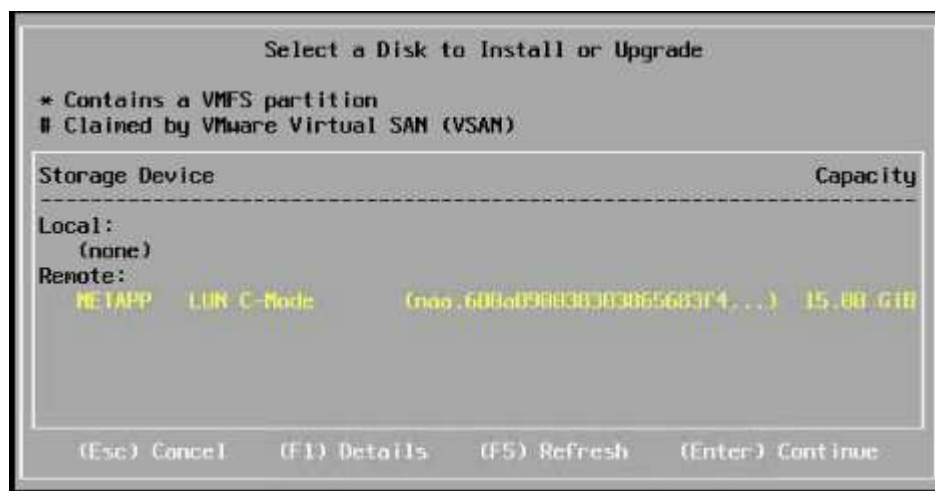 Select a Disk to Install or Upgrade
* Contains a VMFS partition
# Claimed by VMware Virtual SAN (VSAN)
Storage Device Capacity
Local:
(none)
Remote:
NETAPP LUN C-Mode 15.00 GiB
(Esc) Cancel (F1) Details (F5) Refresh (Enter) Continue